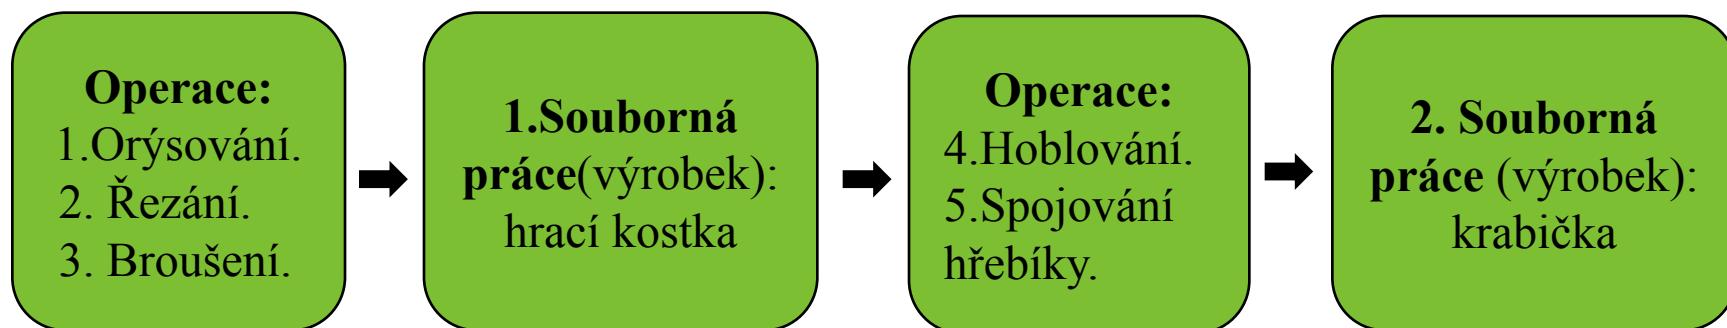 Operace:
1.Orýsování.
2. Řezání.
3. Broušení.
1.Souborná
práce(výrobek):
hrací kostka
Operace:
4.Hoblování.
5.Spojování
hřebíky.
2. Souborná
práce (výrobek):
krabička